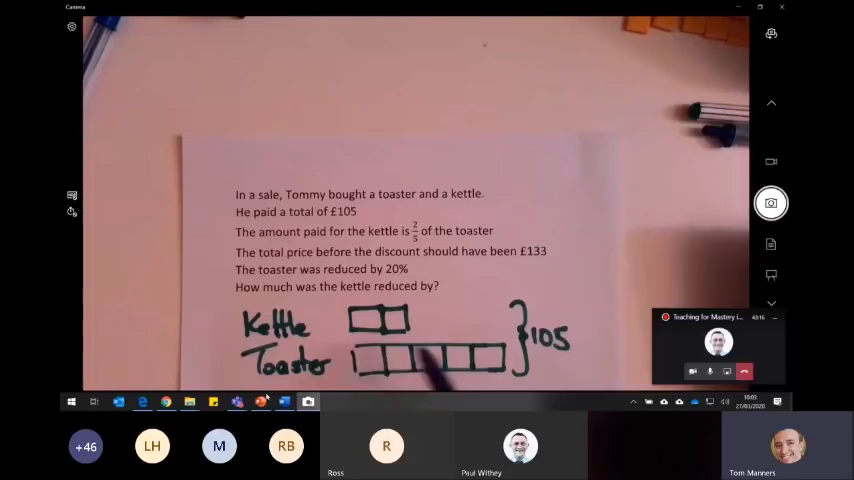 Camera
In a sale, Tommy bought a toaster and a kettle.
He paid a total of £105
The amount paid for the kettle is 2/5 of the toaster
The total price before the discount should have been £133
The toaster was reduced by 20%
How much was the kettle reduced by?
Kettle
Toaster
105
Teaching for Mastery i...
43:16
10:03
27/03/2020
+46
LH
M
RB
R
Ross
Paul Withey
Tom Manners